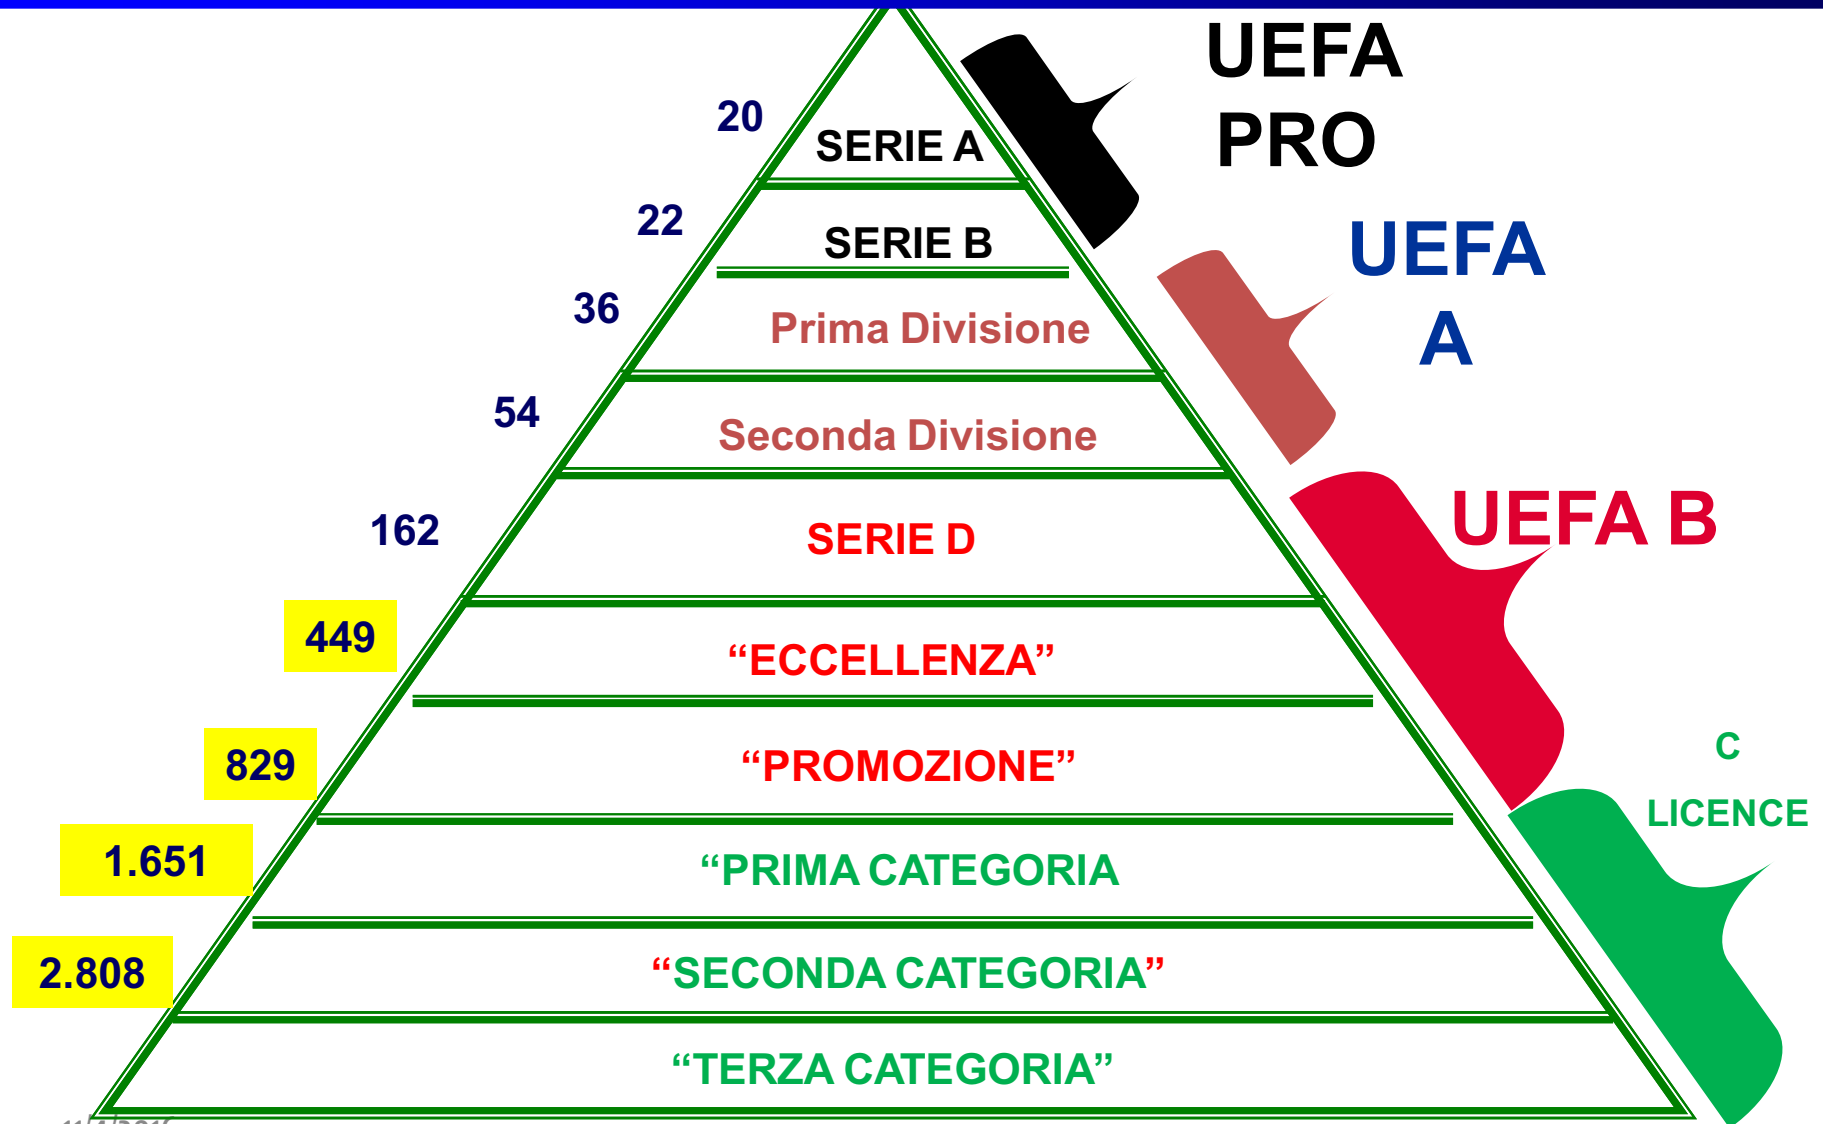 UEFA
PRO
20
SERIE A
22
SERIE B
UEFA
A
36
Prima Divisione
54
Seconda Divisione
UEFA B
162
SERIE D
449
“ECCELLENZA”
829
“PROMOZIONE”
C
LICENCE
1.651
“PRIMA CATEGORIA
2.808
“SECONDA CATEGORIA”
“TERZA CATEGORIA”